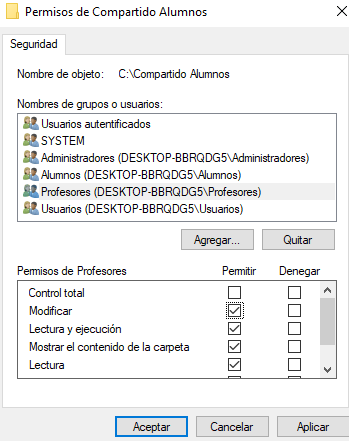 Permisos de Compartido Alumnos
Seguridad
Nombre de objeto: C:\Compartido Alumnos
Nombres de grupos o usuarios:
Usuarios autentificados
SYSTEM
Administradores (DESKTOP-BBRQDG5\Administradores)
Alumnos (DESKTOP-BBRQDG5\Alumnos)
Profesores (DESKTOP-BBRQDG5\Profesores)
Usuarios (DESKTOP-BBRQDG5\Usuarios)
Agregar... Quitar
Permisos de Profesores Permitir Denegar
Control total
Modificar
Lectura y ejecución
Mostrar el contenido de la carpeta
Lectura
Aceptar Cancelar Aplicar